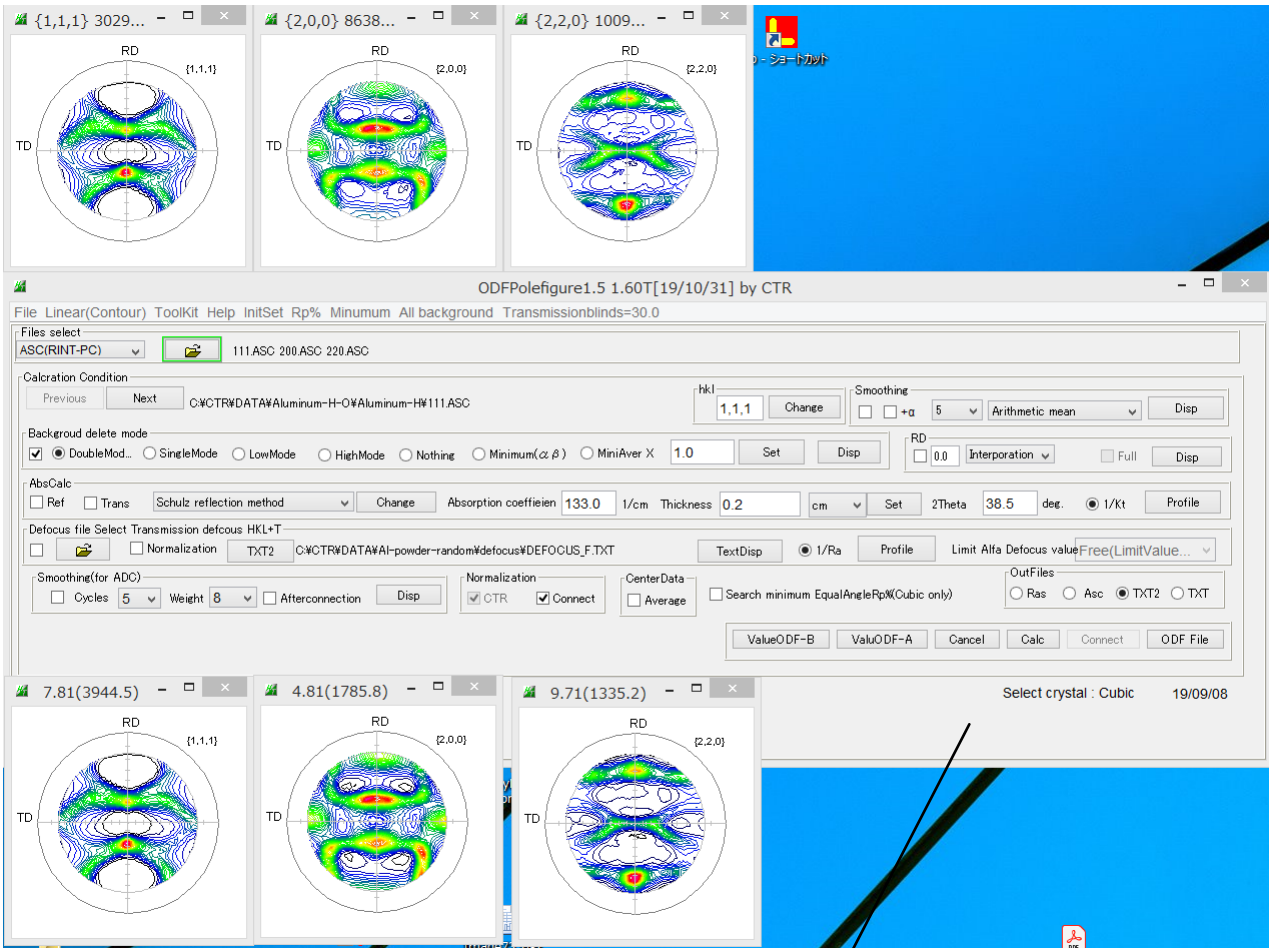 {1,1,1} 3029...
{2,0,0} 8638...
{2,2,0} 1009...
RD
{1,1,1}
TD
RD
{2,0,0}
TD
RD
{2,2,0}
TD
- ショートカット
ODFPolefigure1.5 1.60T[19/10/31] by CTR
File Linear(Contour) ToolKit Help InitSet Rp% Minumum All background Transmissionblinds=30.0
Files select
ASC(RINT-PC) 111.ASC 200.ASC 220.ASC
Calcration Condition
Previous Next C:¥CTR¥DATA¥Aluminum-H-O¥Aluminum-H¥111.ASC
hkl
1,1,1 Change
Smoothing
+α 5 Arithmetic mean Disp
Backgroud delete mode
DoubleMod... SingleMode LowMode HighMode Nothing Minimum(αβ) MiniAver X 1.0 Set Disp
RD
0.0 Interporation Full Disp
AbsCalc
Ref Trans Schulz reflection method Change Absorption coeffieien 133.0 1/cm Thickness 0.2 cm Set 2Theta 38.5 deg. 1/Kt Profile
Defocus file Select Transmission defcous HKL+T
Normalization TXT2 C:¥CTR¥DATA¥Al-powder-random¥defocus¥DEFOCUS_F.TXT TextDisp 1/Ra Profile Limit Alfa Defocus value Free(LimitValue...
Smoothing(for ADC)
Cycles 5 Weight 8 Afterconnection Disp
Normalization
CTR Connect
CenterData
Average
Search minimum EqualAngleRp%(Cubic only)
OutFiles
Ras Asc TXT2 TXT
ValueODF-B ValuODF-A Cancel Calc Connect ODF File
Select crystal : Cubic 19/09/08
7.81(3944.5)
4.81(1785.8)
9.71(1335.2)
RD
{1,1,1}
TD
RD
{2,0,0}
TD
RD
{2,2,0}
TD